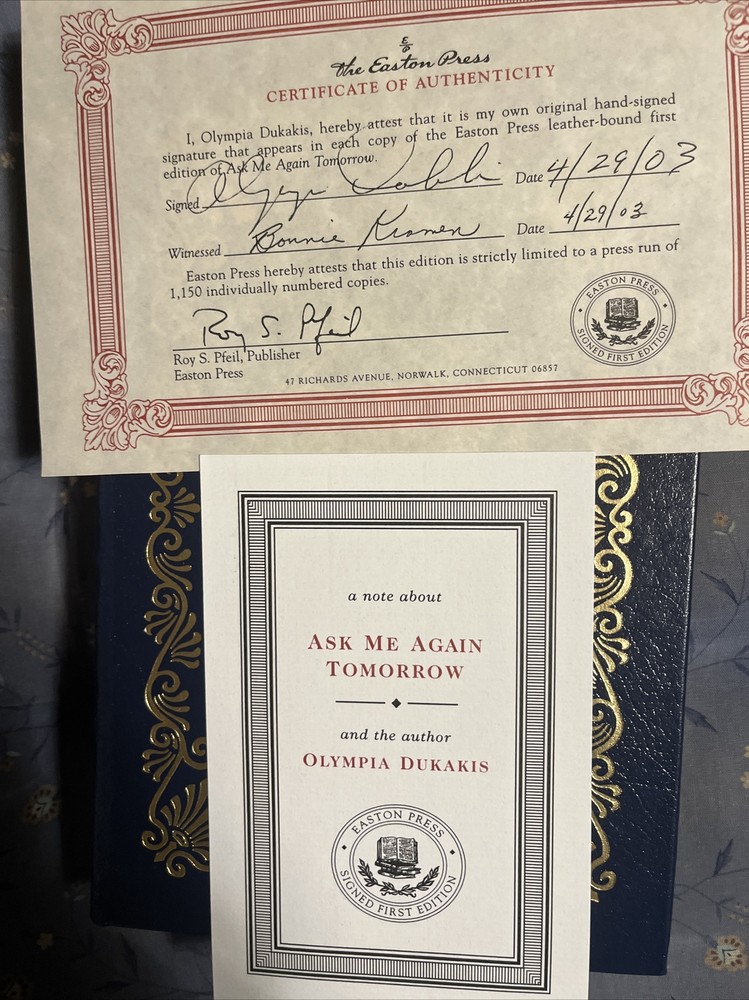 E
P
the Easton Press
CERTIFICATE OF AUTHENTICITY
I, Olympia Dukakis, hereby attest that it is my own original hand-signed
signature that appears in each copy of the Easton Press leather-bound first
edition of Ask Me Again Tomorrow.
Signed Date 4/29/03
Witnessed Bonnie Kramen Date 4/29/03
Easton Press hereby attests that this edition is strictly limited to a press run of
1,150 individually numbered copies.
Roy S. Pfeil
Roy S. Pfeil, Publisher
Easton Press
47 RICHARDS AVENUE, NORWALK, CONNECTICUT 06857
EASTON PRESS
SIGNED FIRST EDITION
a note about
ASK ME AGAIN
TOMORROW
and the author
OLYMPIA DUKAKIS
EASTON PRESS
SIGNED FIRST EDITION